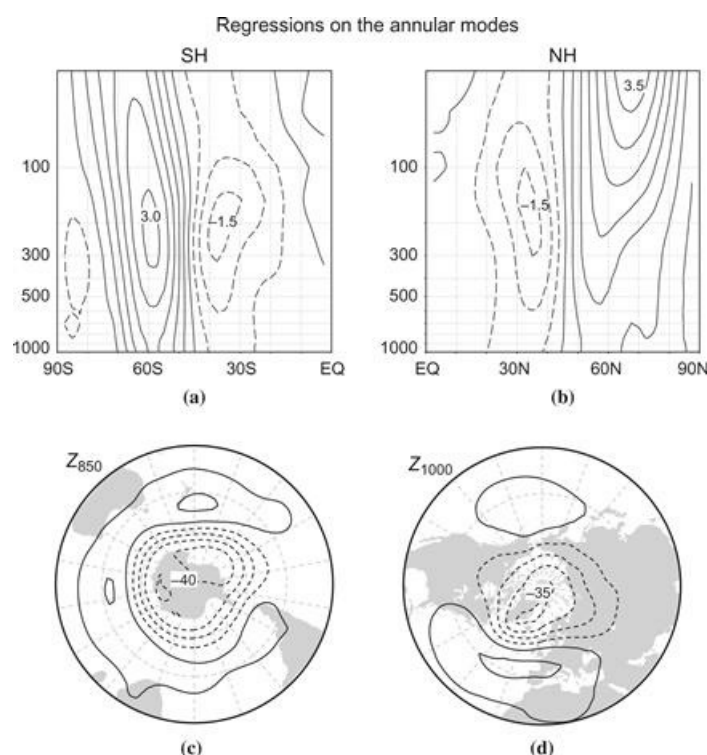 Regressions on the annular modes
SH
NH
100
300
500
1000
3.0
−1.5
90S 60S 30S EQ
(a)
100
300
500
1000
−1.5
3.5
EQ 30N 60N 90N
(b)
Z850
−40
(c)
Z1000
−35
(d)